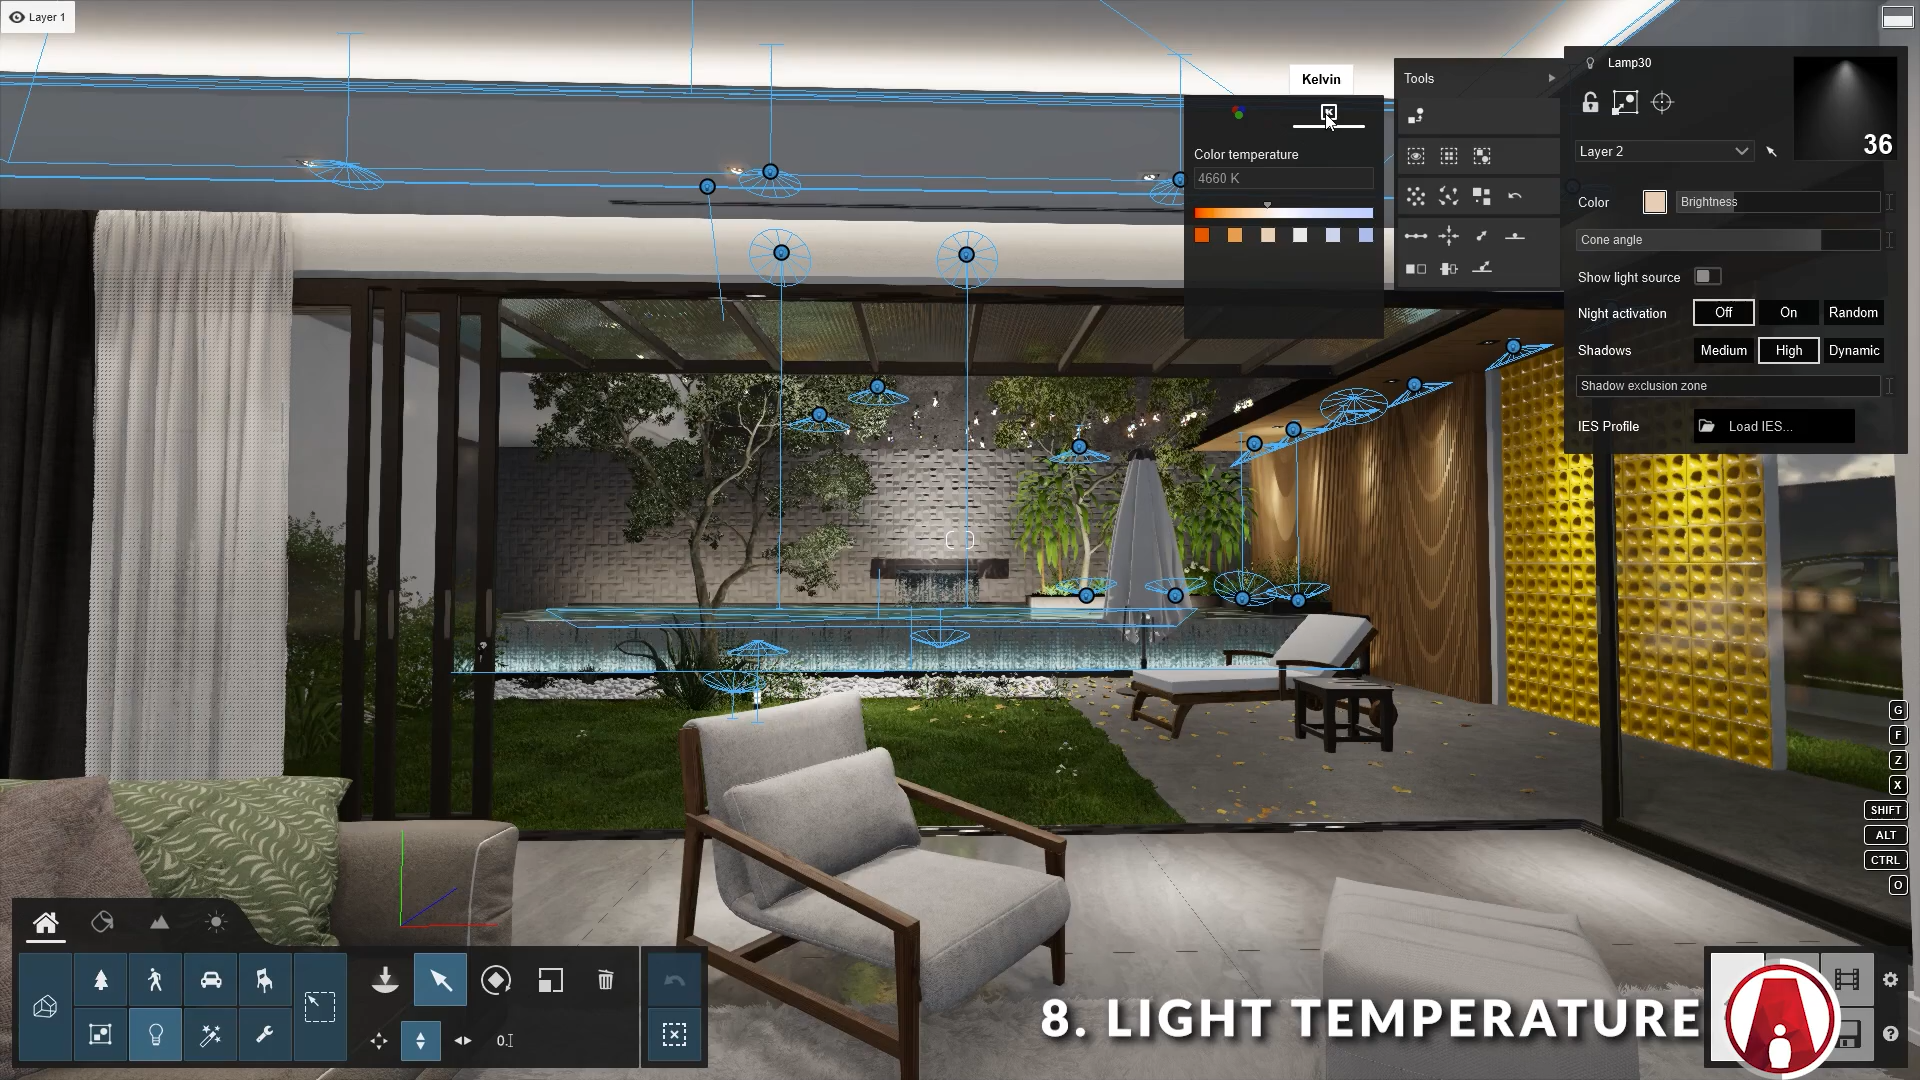 Layer 1
Kelvin
Color temperature
4660 K
Tools
Lamp30
36
Layer 2
Color
Brightness
Cone angle
Show light source
Night activation
Off
On
Random
Shadows
Medium
High
Dynamic
Shadow exclusion zone
IES Profile
Load IES...
G
F
Z
X
SHIFT
ALT
CTRL
O
0.
8. LIGHT TEMPERATURE